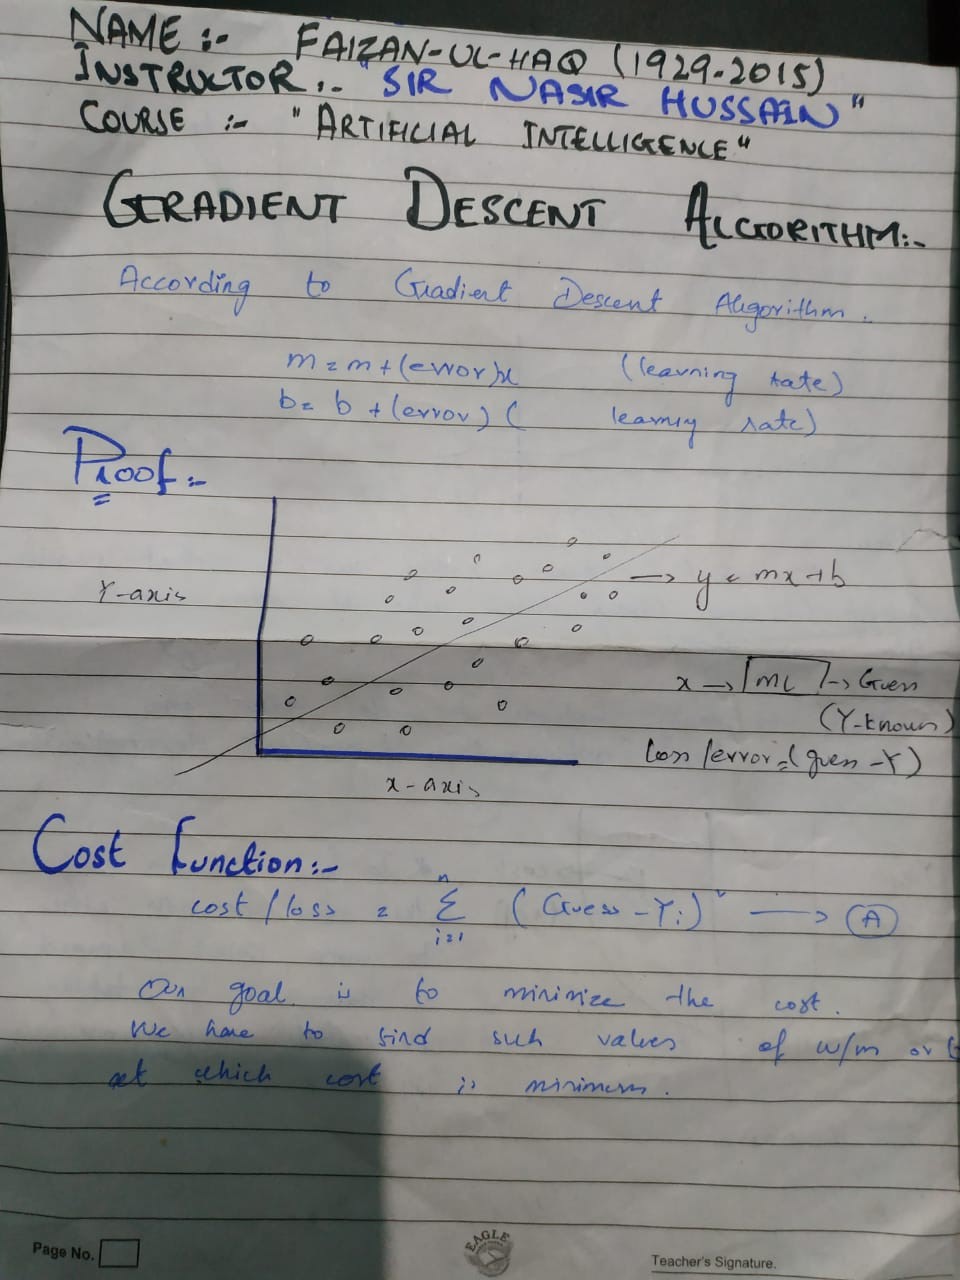 NAME :- FAIZAN-UL-HAQ (1929-2015)
INSTRUCTOR :- "SIR NASIR HUSSAIN"
COURSE :- "ARTIFICIAL INTELLIGENCE"
GRADIENT DESCENT ALGORITHM:-
According to Gradient Descent Algorithm.
m = m + (error)x (learning rate)
b = b + (error) ( learning rate)
Proof:-
→ y = mx + b
Y-axis
x → ML → Guess
(Y-known)
loss/error = (guess - Y)
x-axis
Cost Function:-
cost/loss = n Σ i=1 (Guess - Yi)² → A
Our goal is to minimize the cost.
We have to find such values of w/m or b
at which cost is minimum.
Page No.
EAGLE
Teacher's Signature.